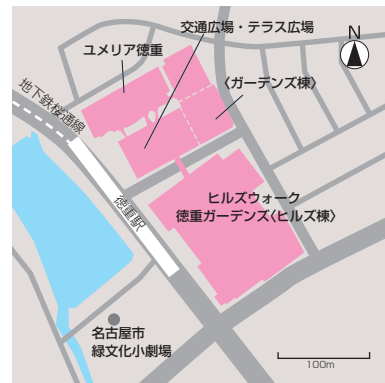 交通広場・テラス広場
ユメリア徳重
〈ガーデンズ棟〉
N
地下鉄桜通線
徳重駅
ヒルズウォーク
徳重ガーデンズ〈ヒルズ棟〉
名古屋市
緑文化小劇場
100m